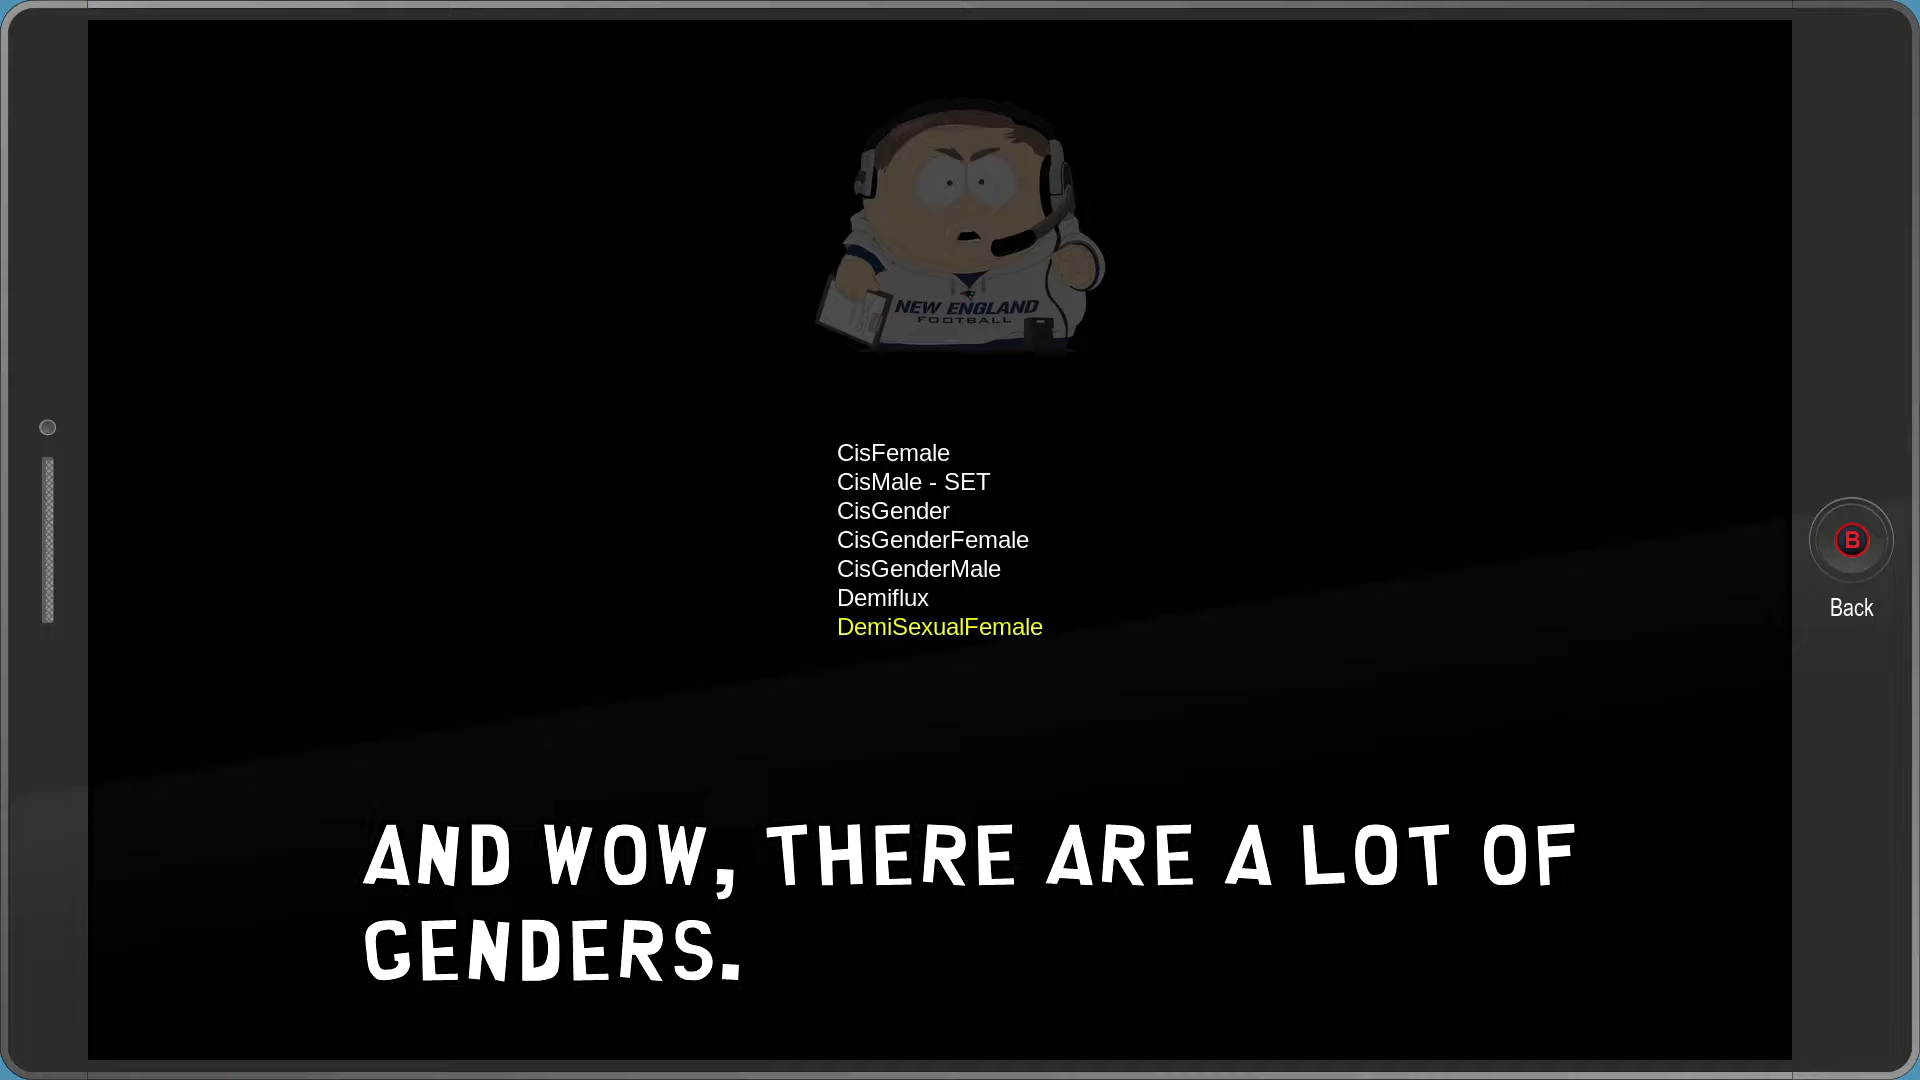 NEW ENGLAND
FOOTBALL
CisFemale
CisMale - SET
CisGender
CisGenderFemale
CisGenderMale
Demiflux
DemiSexualFemale
B
Back
AND WOW, THERE ARE A LOT OF
GENDERS.